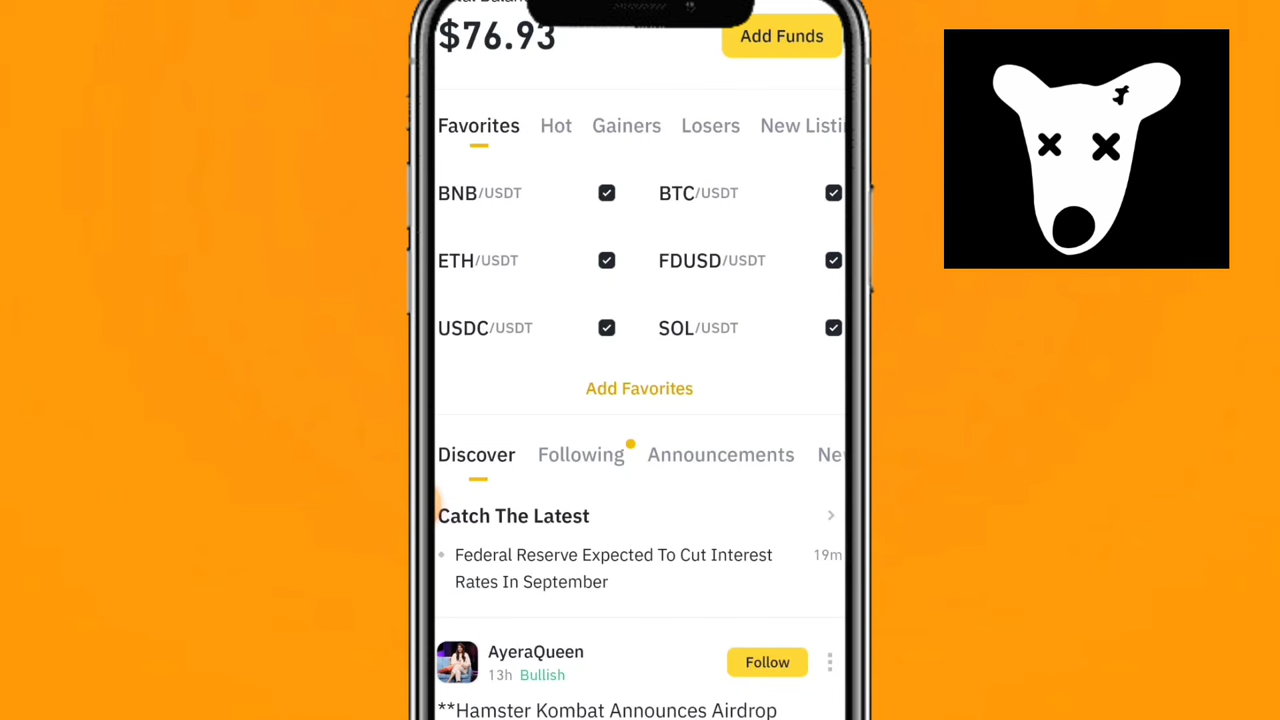 $76.93
Add Funds
Favorites Hot Gainers Losers New
BNB/USDT BTC/USDT
ETH/USDT FDUSD/USDT
USDC/USDT SOL/USDT
Add Favorites
Discover Following Announcements
Catch The Latest
Federal Reserve Expected To Cut Interest 19m
Rates In September
AyeraQueen
13h Bullish
Follow
**Hamster Kombat Announces Airdrop